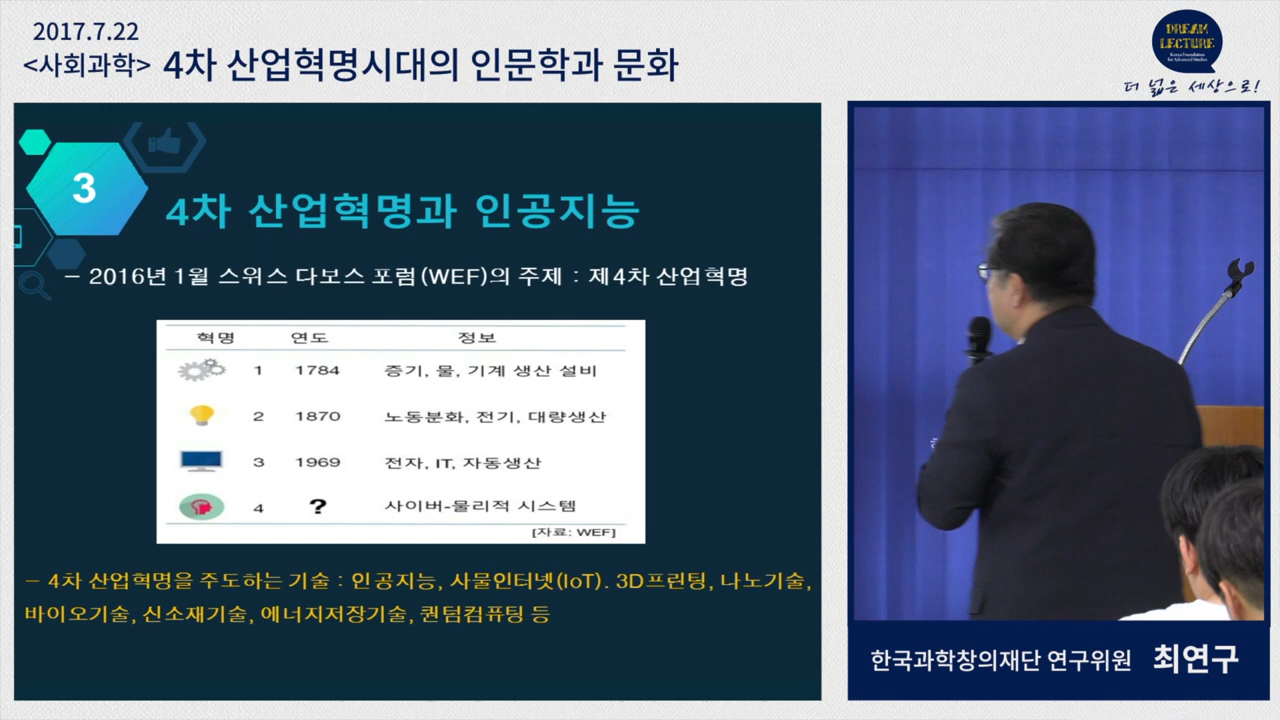 2017.7.22
<사회과학> 4차 산업혁명시대의 인문학과 문화
DREAM
LECTURE
Korea Foundation
for Advanced Studies
더 넓은 세상으로!
3
4차 산업혁명과 인공지능
– 2016년 1월 스위스 다보스 포럼(WEF)의 주제 : 제4차 산업혁명
혁명 연도 정보
1 1784 증기, 물, 기계 생산 설비
2 1870 노동분화, 전기, 대량생산
3 1969 전자, IT, 자동생산
4 ? 사이버-물리적 시스템
[자료: WEF]
– 4차 산업혁명을 주도하는 기술 : 인공지능, 사물인터넷(IoT). 3D프린팅, 나노기술,
바이오기술, 신소재기술, 에너지저장기술, 퀀텀컴퓨팅 등
한국과학창의재단 연구위원 최연구